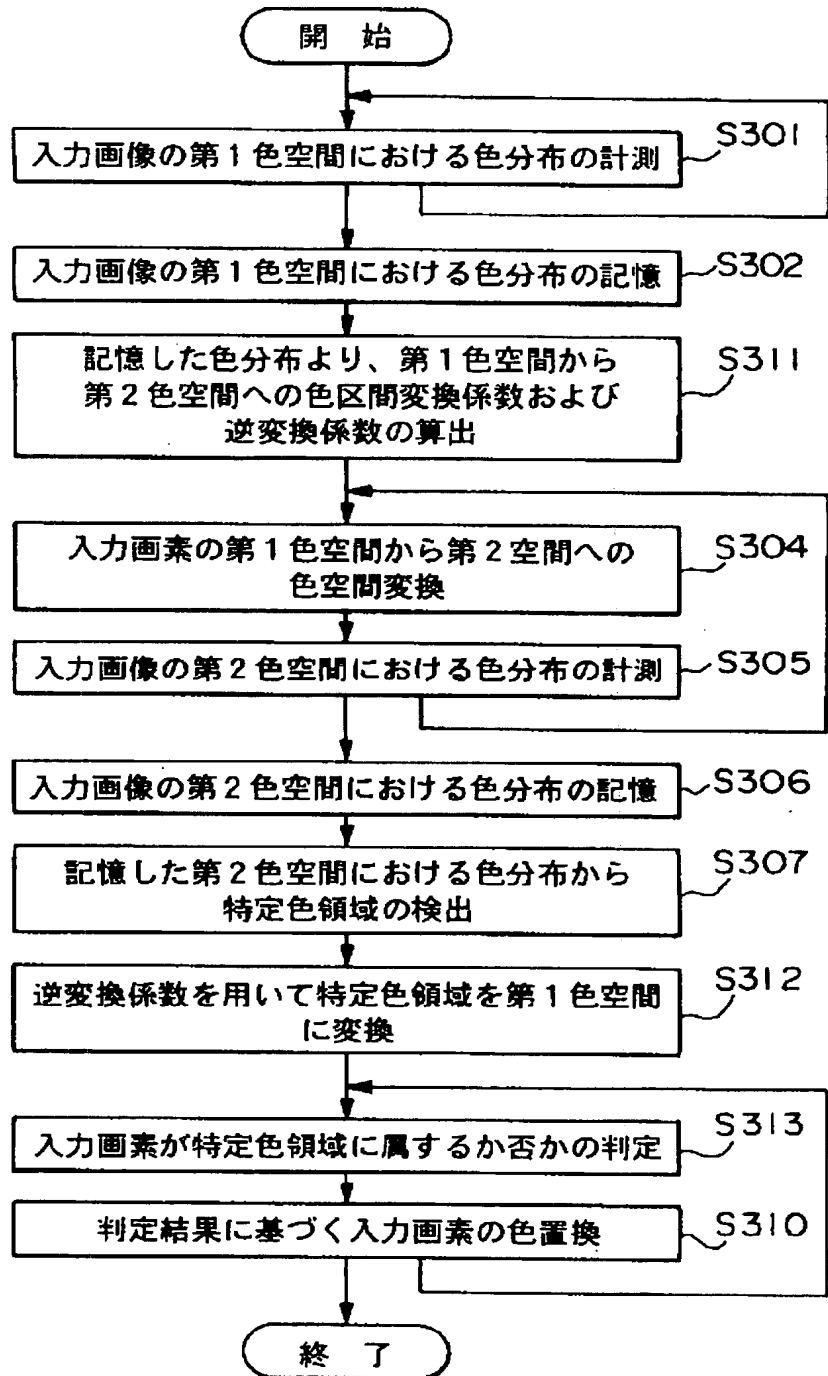 開 始
入力画像の第1色空間における色分布の計測
S301
入力画像の第1色空間における色分布の記憶
S302
記憶した色分布より、第1色空間から
第2色空間への色区間変換係数および
逆変換係数の算出
S311
入力画素の第1色空間から第2空間への
色空間変換
S304
入力画像の第2色空間における色分布の計測
S305
入力画像の第2色空間における色分布の記憶
S306
記憶した第2色空間における色分布から
特定色領域の検出
S307
逆変換係数を用いて特定色領域を第1色空間
に変換
S312
入力画素が特定色領域に属するか否かの判定
S313
判定結果に基づく入力画素の色置換
S310
終 了